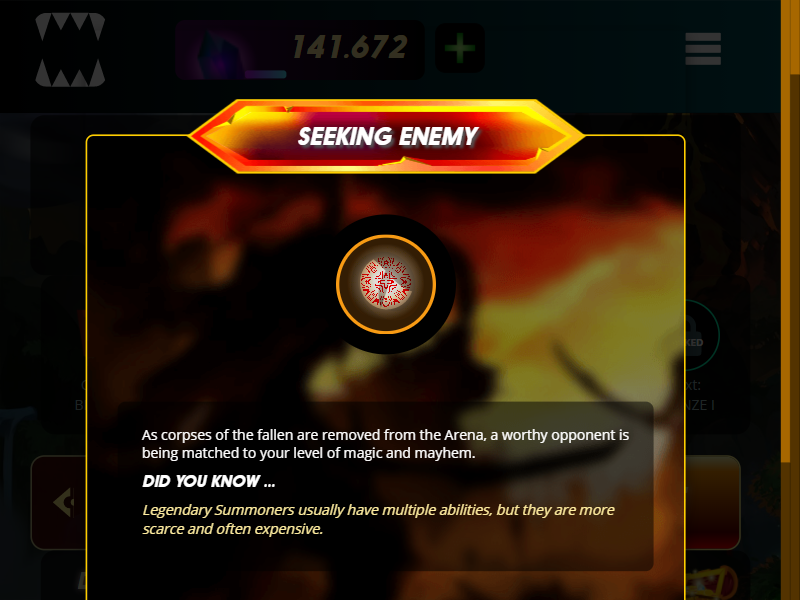 141.672
SEEKING ENEMY
As corpses of the fallen are removed from the Arena, a worthy opponent is
being matched to your level of magic and mayhem.
DID YOU KNOW ...
Legendary Summoners usually have multiple abilities, but they are more
scarce and often expensive.